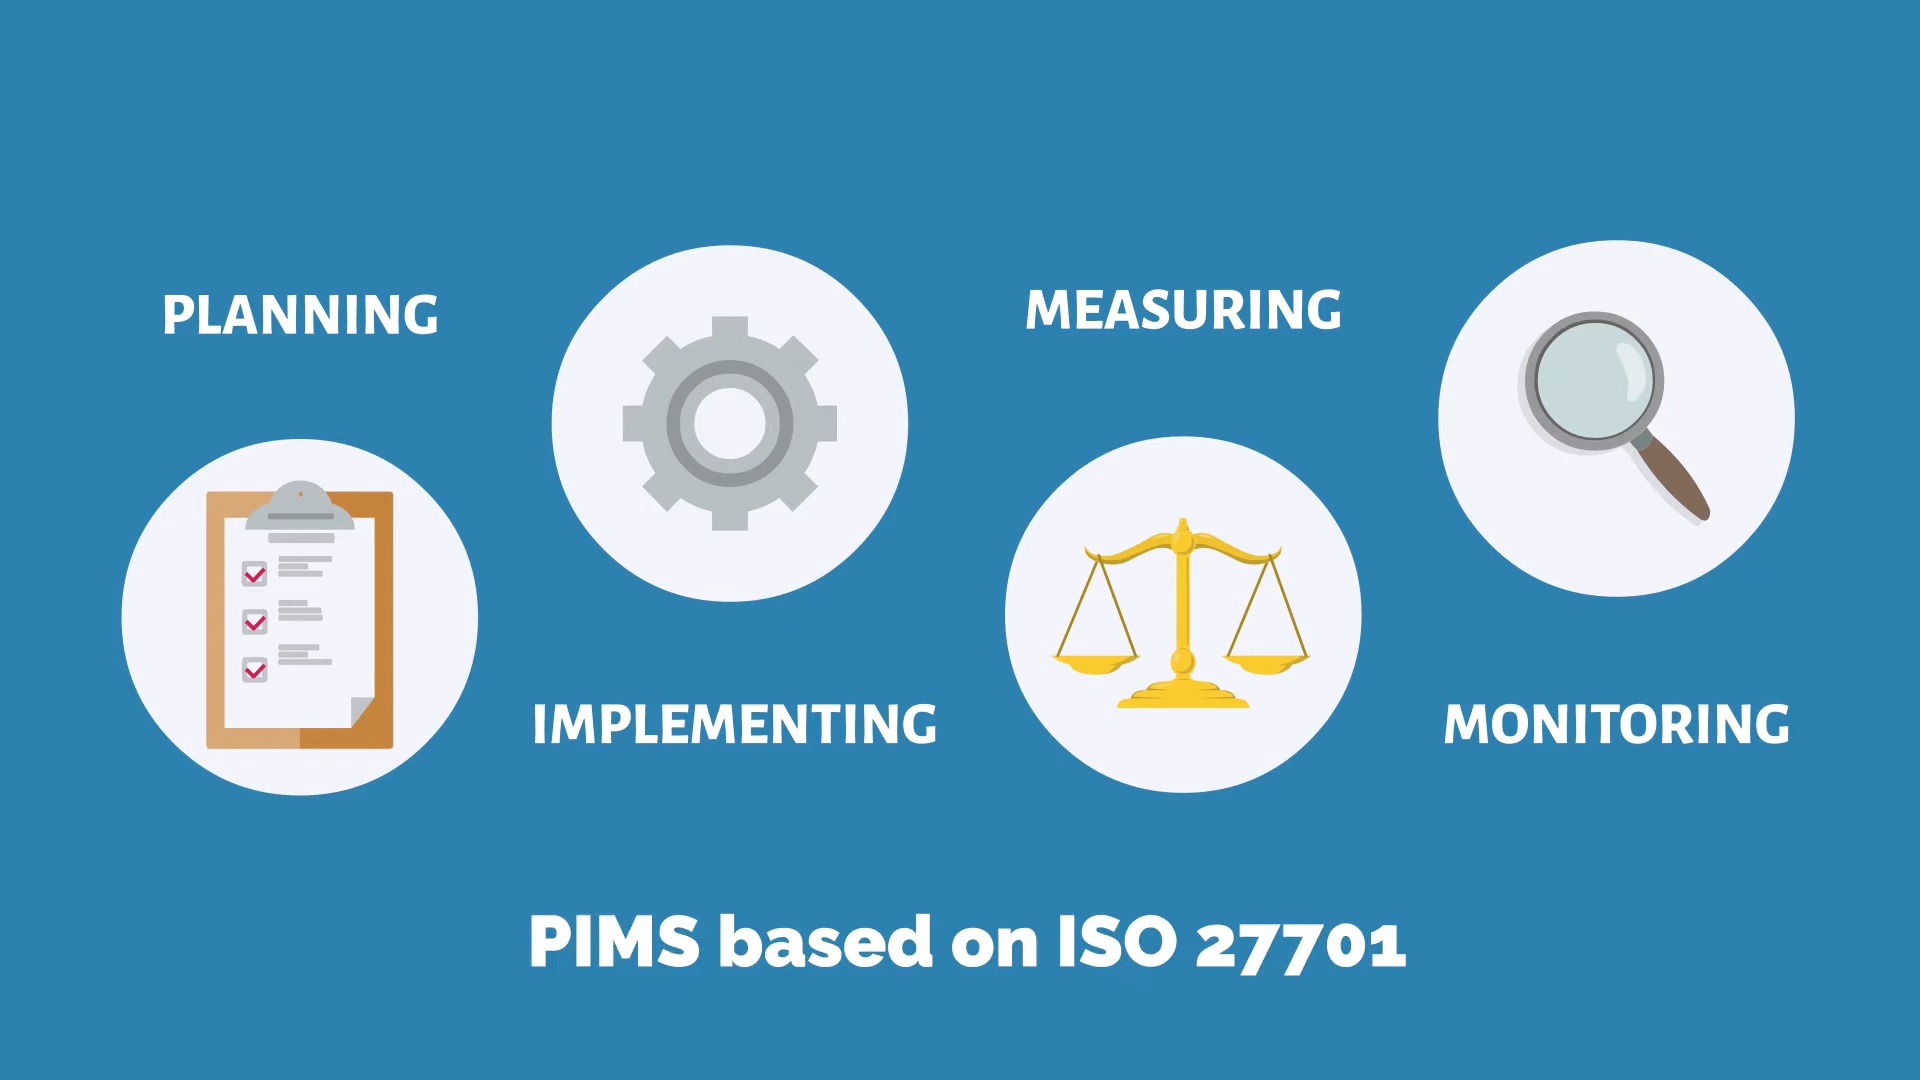 PLANNING
IMPLEMENTING
MEASURING
MONITORING
PIMS based on ISO 27701